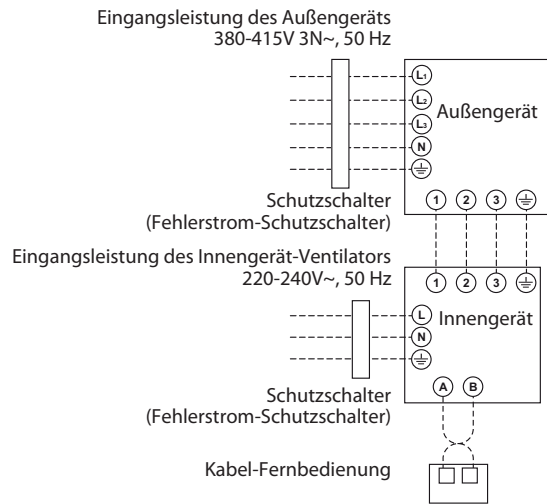 Eingangsleistung des Außengeräts
380-415V 3N~, 50 Hz
L1
L2
L3
N
Außengerät
Schutzschalter
(Fehlerstrom-Schutzschalter)
1 2 3
Eingangsleistung des Innengerät-Ventilators
220-240V~, 50 Hz
1 2 3
L
N
Innengerät
A B
Schutzschalter
(Fehlerstrom-Schutzschalter)
Kabel-Fernbedienung